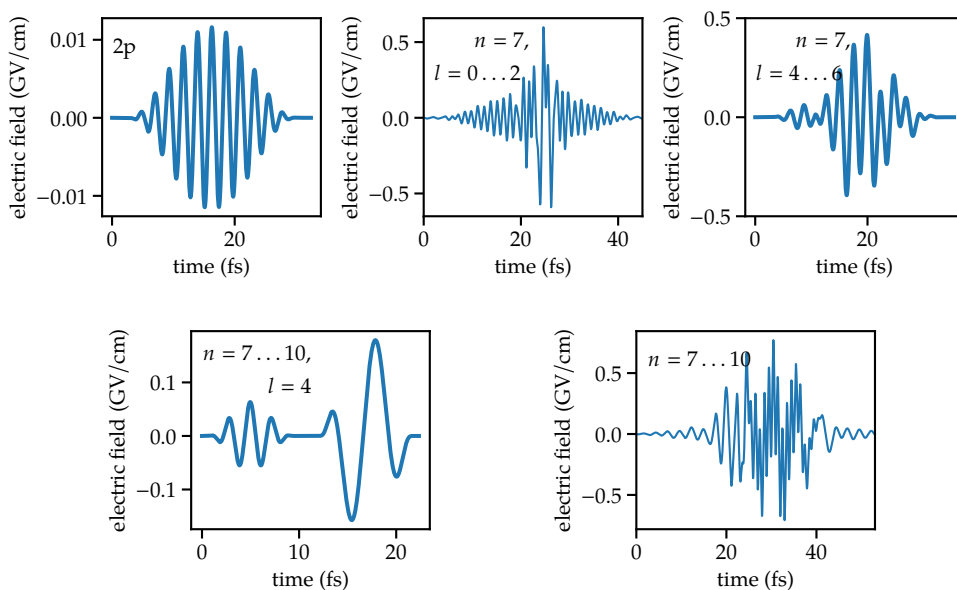 electric field (GV/cm)
0.01
0.00
−0.01
2p
0
20
time (fs)
electric field (GV/cm)
0.5
0.0
−0.5
n = 7,
l = 0 . . . 2
0
20
40
time (fs)
electric field (GV/cm)
0.5
0.0
−0.5
n = 7,
l = 4 . . . 6
0
20
time (fs)
electric field (GV/cm)
0.1
0.0
−0.1
n = 7 . . . 10,
l = 4
0
10
20
time (fs)
electric field (GV/cm)
0.5
0.0
−0.5
n = 7 . . . 10
0
20
40
time (fs)